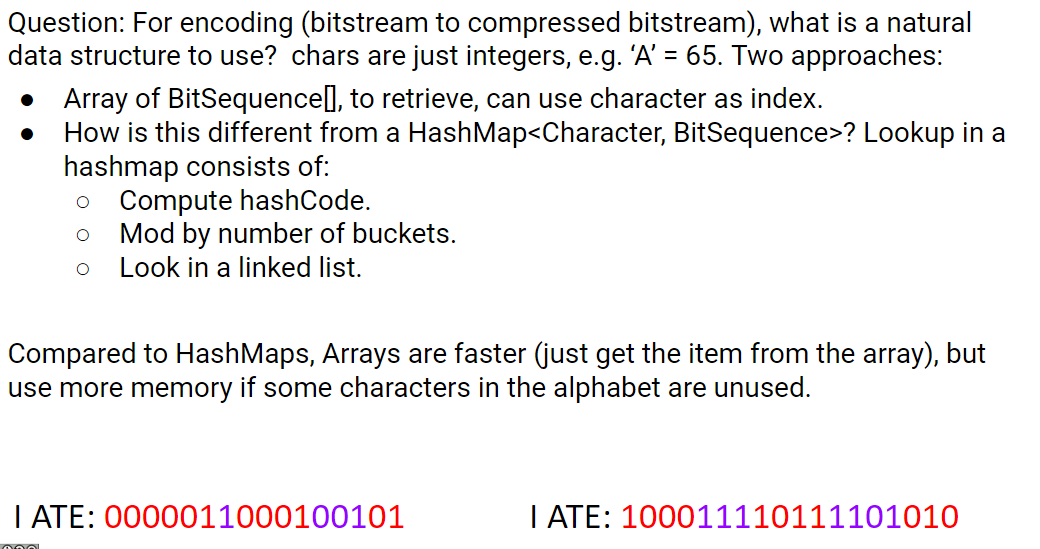 Question: For encoding (bitstream to compressed bitstream), what is a natural
data structure to use?  chars are just integers, e.g. ‘A’ = 65. Two approaches:
● Array of BitSequence[], to retrieve, can use character as index.
● How is this different from a HashMap<Character, BitSequence>? Lookup in a
hashmap consists of:
○ Compute hashCode.
○ Mod by number of buckets.
○ Look in a linked list.
Compared to HashMaps, Arrays are faster (just get the item from the array), but
use more memory if some characters in the alphabet are unused.
I ATE: 0000011000100101
I ATE: 100011110111101010